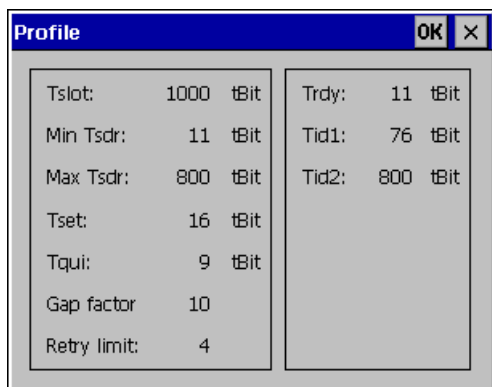 Profile OK ×
Tslot: 1000 tBit
Min Tsdr: 11 tBit
Max Tsdr: 800 tBit
Tset: 16 tBit
Tqui: 9 tBit
Gap factor 10
Retry limit: 4
Trdy: 11 tBit
Tid1: 76 tBit
Tid2: 800 tBit